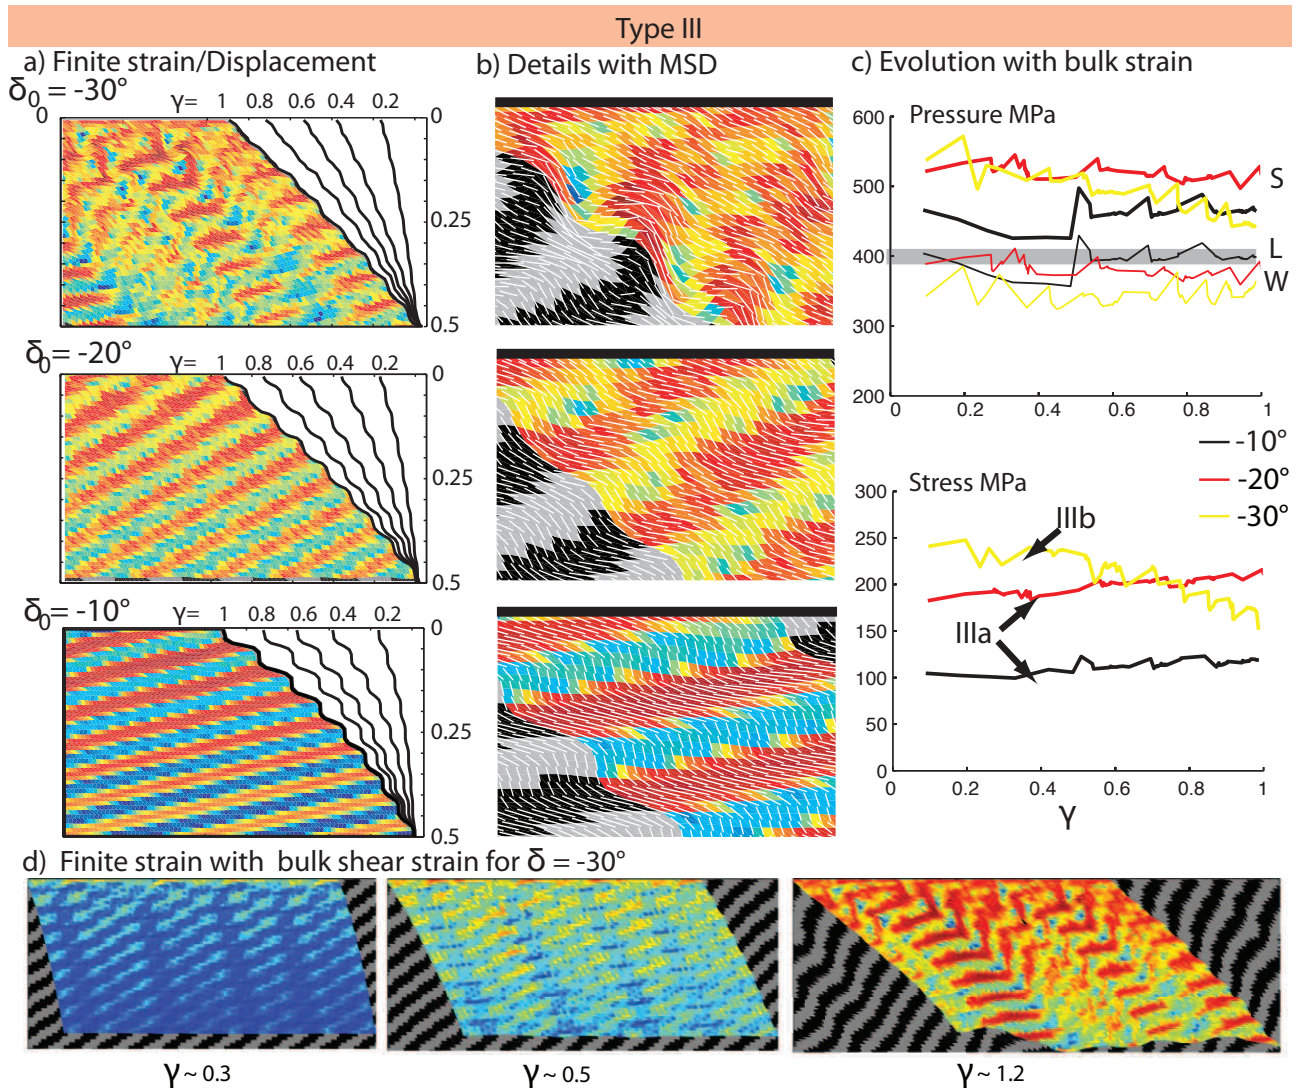 Type III
a) Finite strain/Displacement
δ₀ = -30°
γ= 1 0.8 0.6 0.4 0.2
0 0
0.25
0.5
δ₀ = -20°
γ= 1 0.8 0.6 0.4 0.2
0
0.25
0.5
δ₀ = -10°
γ= 1 0.8 0.6 0.4 0.2
0
0.25
0.5
b) Details with MSD
c) Evolution with bulk strain
Pressure MPa
600
500
400
300
200
S
L
W
0 0.2 0.4 0.6 0.8 1
-10°
-20°
-30°
Stress MPa
300
250
200
150
100
50
0
IIIb
IIIa
0 0.2 0.4 0.6 0.8 1
γ
d) Finite strain with bulk shear strain for δ = -30°
γ ~ 0.3
γ ~ 0.5
γ ~ 1.2